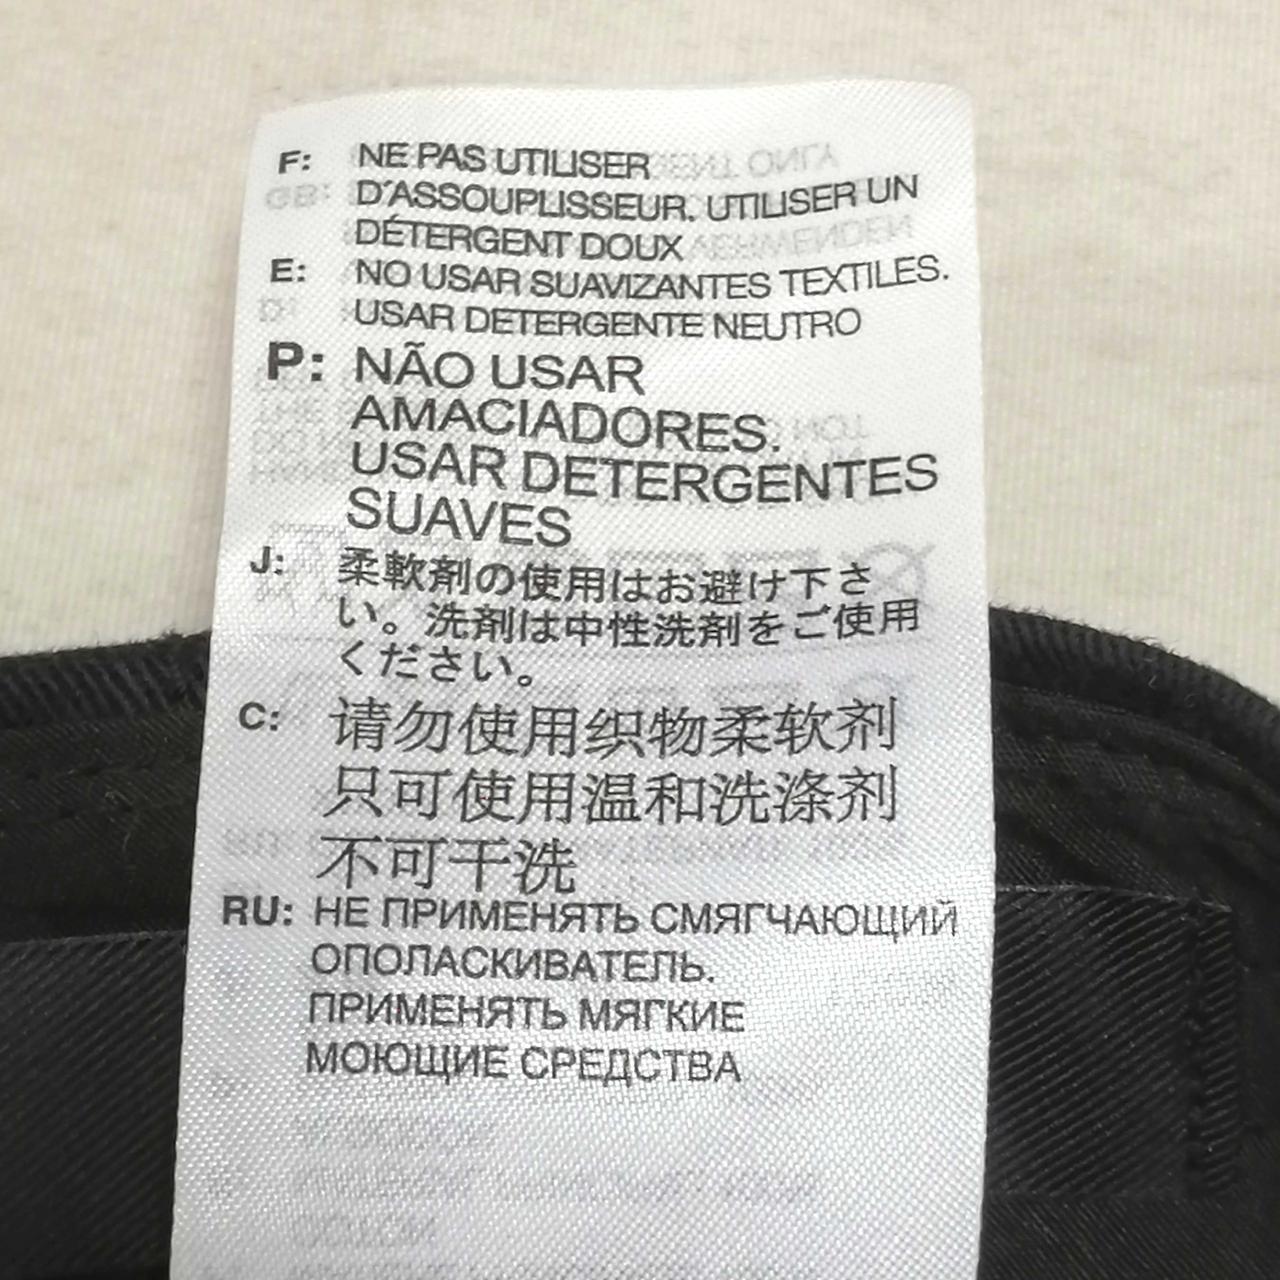 F: NE PAS UTILISER
D'ASSOUPLISSEUR. UTILISER UN
DÉTERGENT DOUX
E: NO USAR SUAVIZANTES TEXTILES.
USAR DETERGENTE NEUTRO
P: NÃO USAR
AMACIADORES.
USAR DETERGENTES
SUAVES
J: 柔軟剤の使用はお避け下さ
い。洗剤は中性洗剤をご使用
ください。
C: 请勿使用织物柔软剂
只可使用温和洗涤剂
不可干洗
RU: НЕ ПРИМЕНЯТЬ СМЯГЧАЮЩИЙ
ОПОЛАСКИВАТЕЛЬ.
ПРИМЕНЯТЬ МЯГКИЕ
МОЮЩИЕ СРЕДСТВА